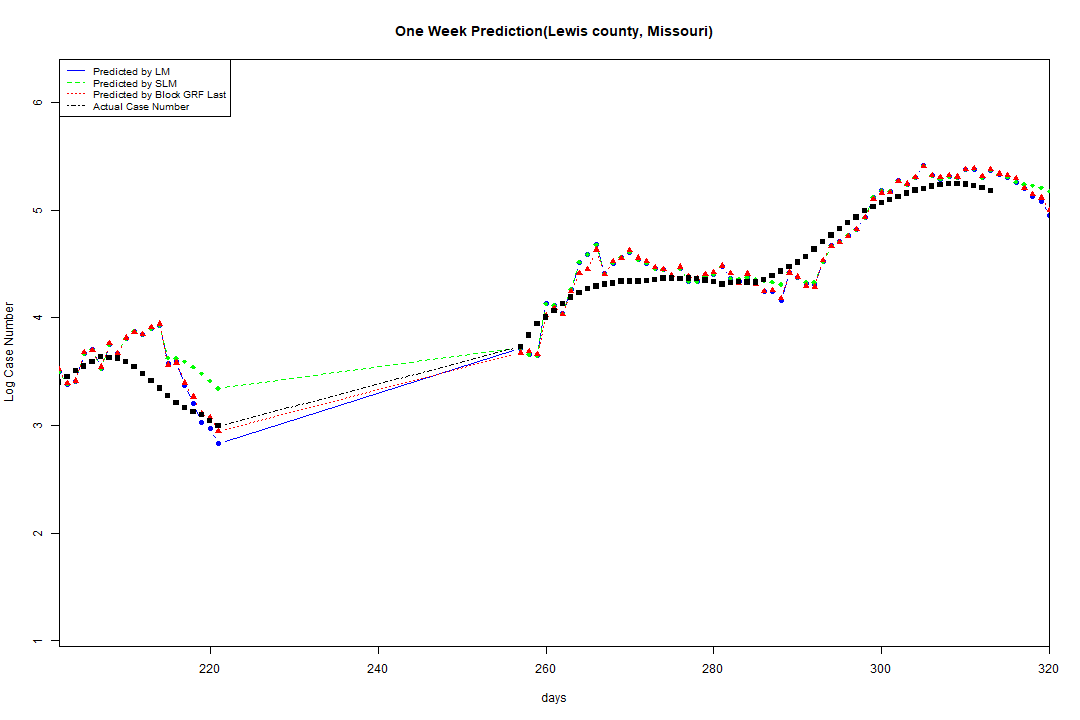 One Week Prediction(Lewis county, Missouri)
Predicted by LM
Predicted by SLM
Predicted by Block GRF Last
Actual Case Number
6
5
4
3
2
1
Log Case Number
220 240 260 280 300 320
days